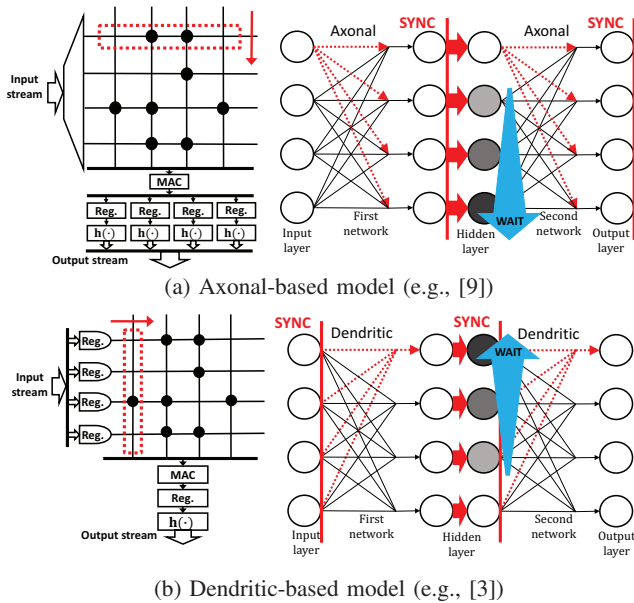 Input
stream
MAC
Reg. Reg. Reg. Reg.
h(·) h(·) h(·) h(·)
Output stream
Axonal SYNC Axonal SYNC
WAIT
Input
layer
First
network
Hidden
layer
Second
network
Output
layer
(a) Axonal-based model (e.g., [9])
Input
stream
Reg.
Reg.
Reg.
Reg.
MAC
Reg.
h(·)
Output stream
SYNC Dendritic SYNC Dendritic
WAIT
Input
layer
First
network
Hidden
layer
Second
network
Output
layer
(b) Dendritic-based model (e.g., [3])